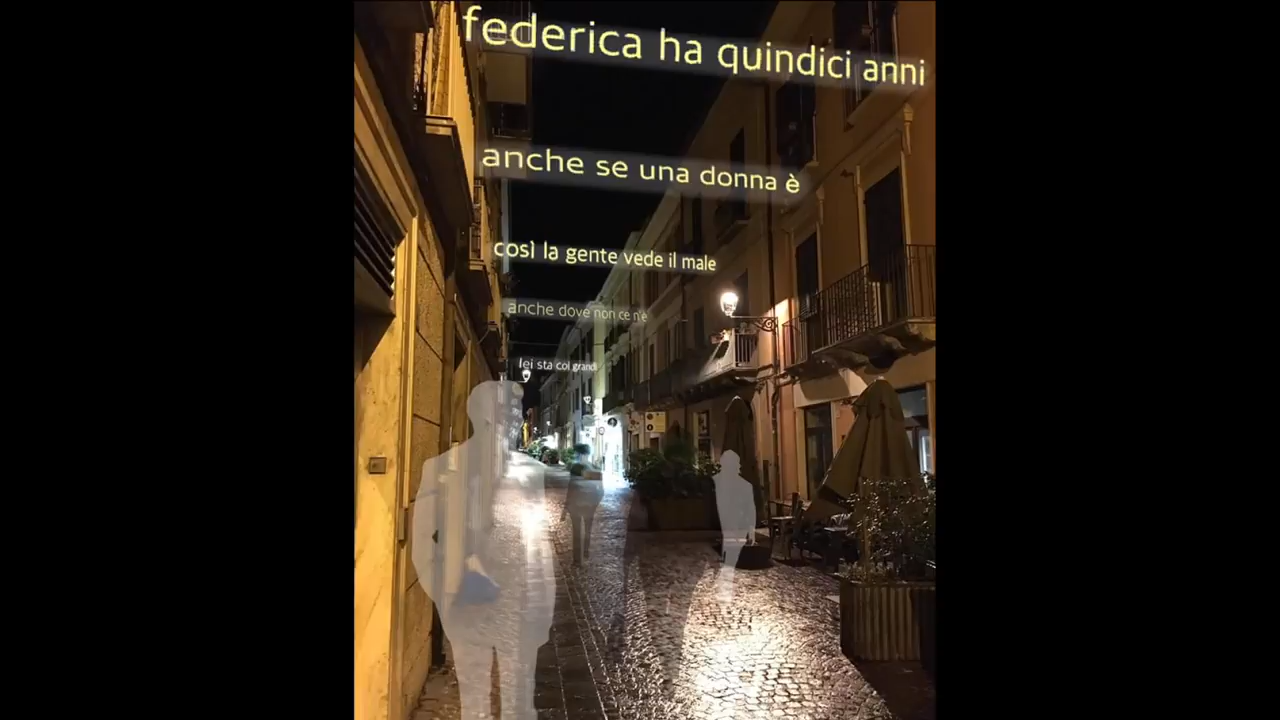 federica ha quindici anni
anche se una donna è
così la gente vede il male
anche dove non ce n'è
lei sta coi grandi